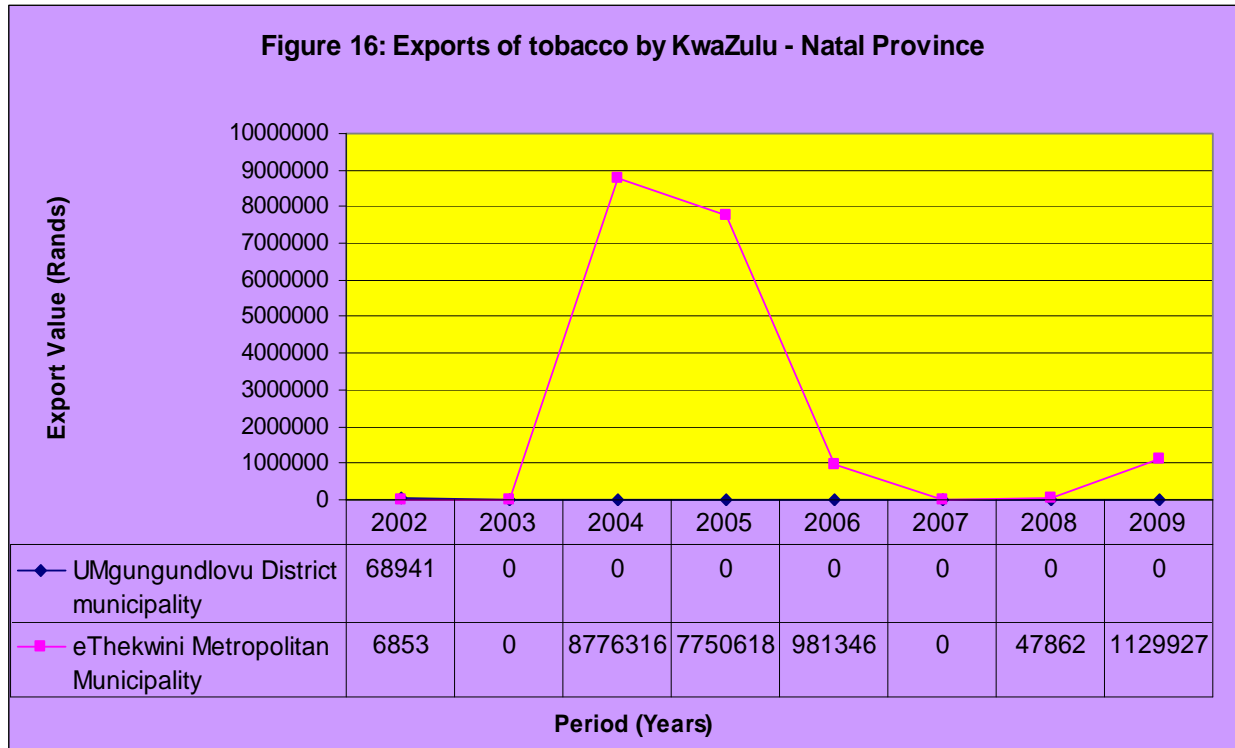 Figure 16: Exports of tobacco by KwaZulu - Natal Province
Export Value (Rands)
10000000
9000000
8000000
7000000
6000000
5000000
4000000
3000000
2000000
1000000
0
2002 2003 2004 2005 2006 2007 2008 2009
UMgungundlovu District
municipality
68941 0 0 0 0 0 0 0
eThekwini Metropolitan
Municipality
6853 0 8776316 7750618 981346 0 47862 1129927
Period (Years)